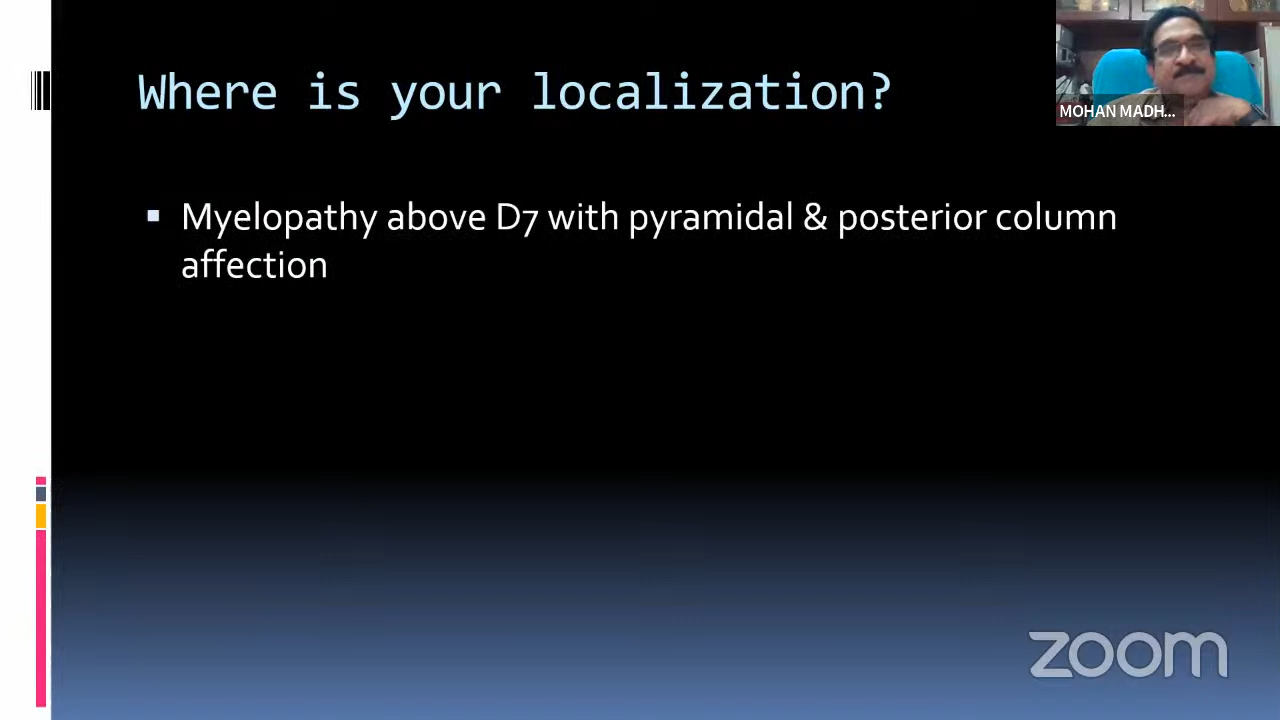 Where is your localization?
MOHAN MADH...
Myelopathy above D7 with pyramidal & posterior column
affection
zoom